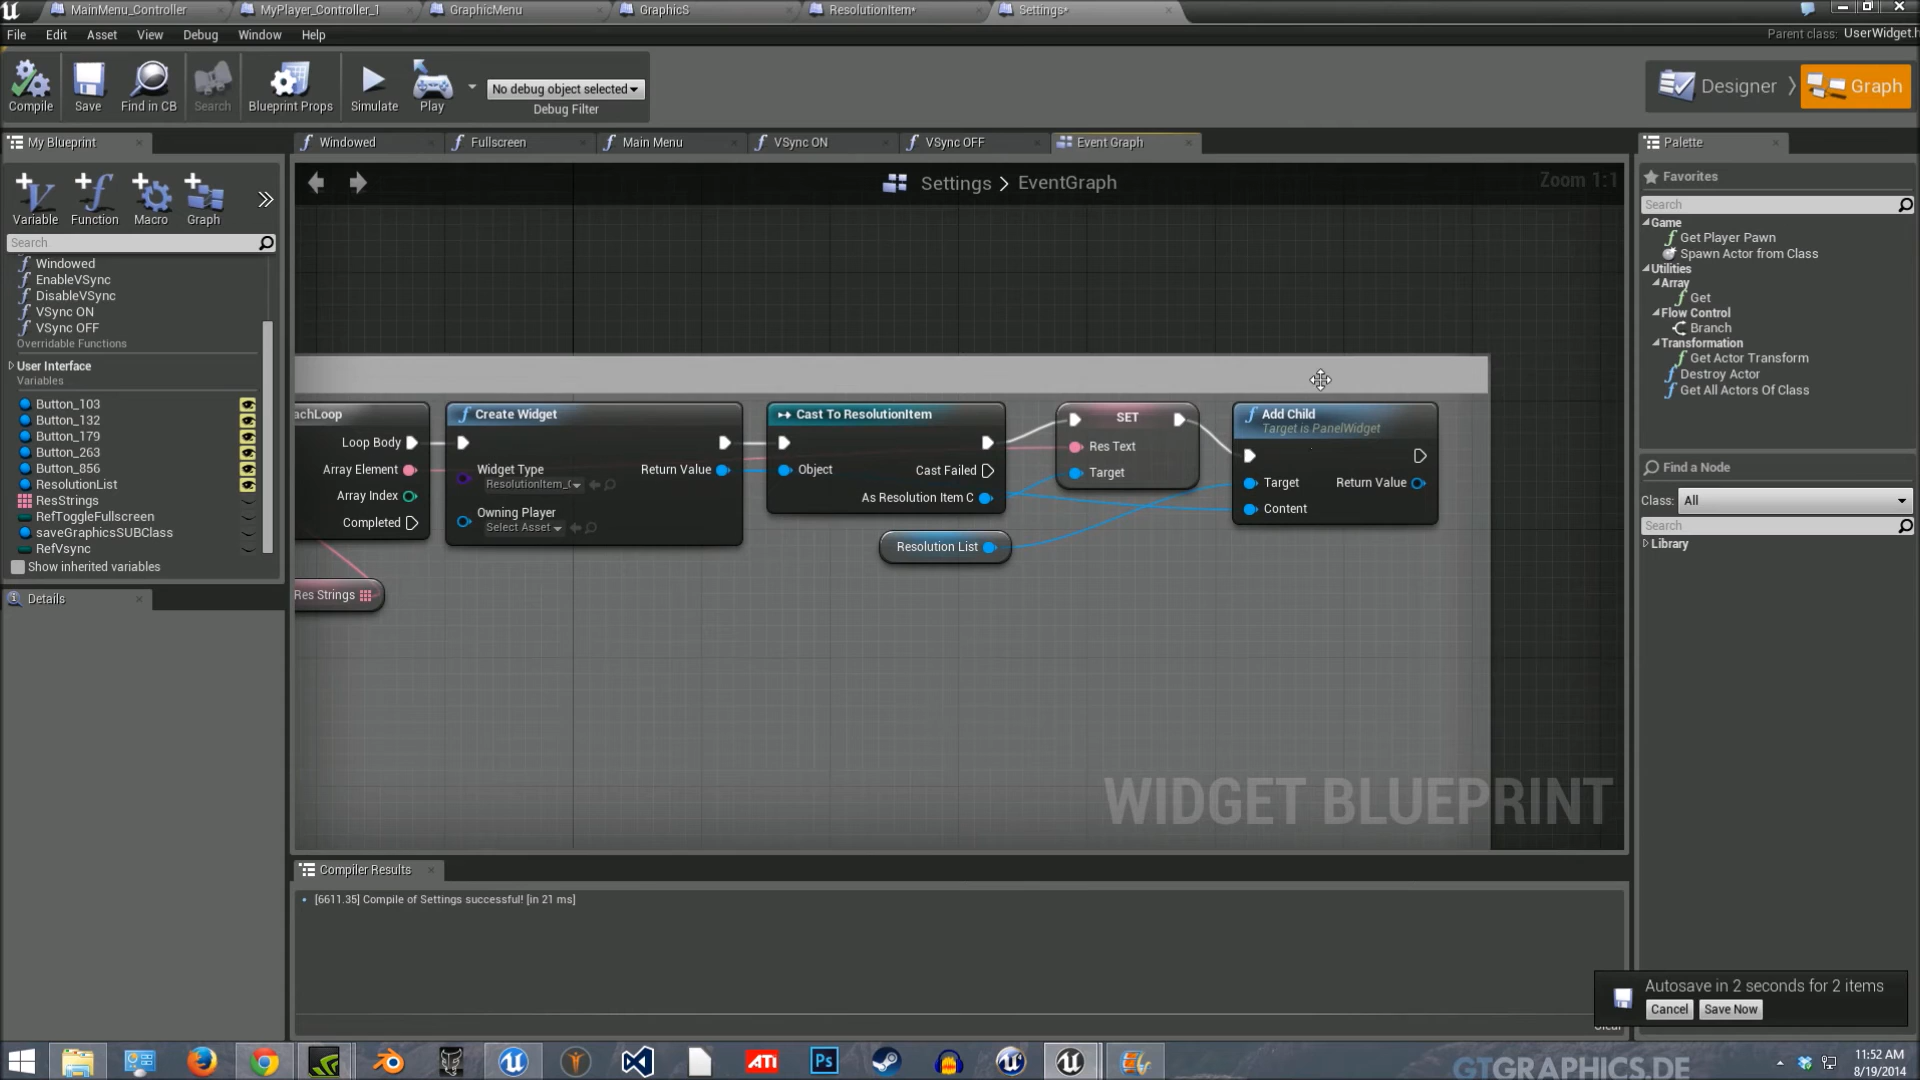 MainMenu_Controller
MyPlayer_Controller_1
GraphicMenu
GraphicS
ResolutionItem*
Settings*
File Edit Asset View Debug Window Help
Parent class: UserWidget.h
Compile
Save
Find in CB
Search
Blueprint Props
Simulate
Play
No debug object selected
Debug Filter
Designer
Graph
My Blueprint
Windowed
Fullscreen
Main Menu
VSync ON
VSync OFF
Event Graph
Palette
Variable
Function
Macro
Graph
Search
Windowed
EnableVSync
DisableVSync
VSync ON
VSync OFF
Overridable Functions
User Interface
Variables
Button_103
Button_132
Button_179
Button_263
Button_856
ResolutionList
ResStrings
RefToggleFullscreen
saveGraphicsSUBClass
RefVsync
Show inherited variables
Details
Settings > EventGraph
Zoom 1:1
achLoop
Loop Body
Array Element
Array Index
Completed
Res Strings
Create Widget
Widget Type
ResolutionItem_C
Return Value
Owning Player
Select Asset
Cast To ResolutionItem
Object
Cast Failed
As Resolution Item C
Resolution List
SET
Res Text
Target
Add Child
Target is PanelWidget
Target
Return Value
Content
WIDGET BLUEPRINT
Compiler Results
[6611.35] Compile of Settings successful! [in 21 ms]
Favorites
Search
Game
Get Player Pawn
Spawn Actor from Class
Utilities
Array
Get
Flow Control
Branch
Transformation
Get Actor Transform
Destroy Actor
Get All Actors Of Class
Find a Node
Class: All
Search
Library
Autosave in 2 seconds for 2 items
Cancel
Save Now
Clear
ATI
Ps
GTGRAPHICS.DE
11:52 AM
8/19/2014